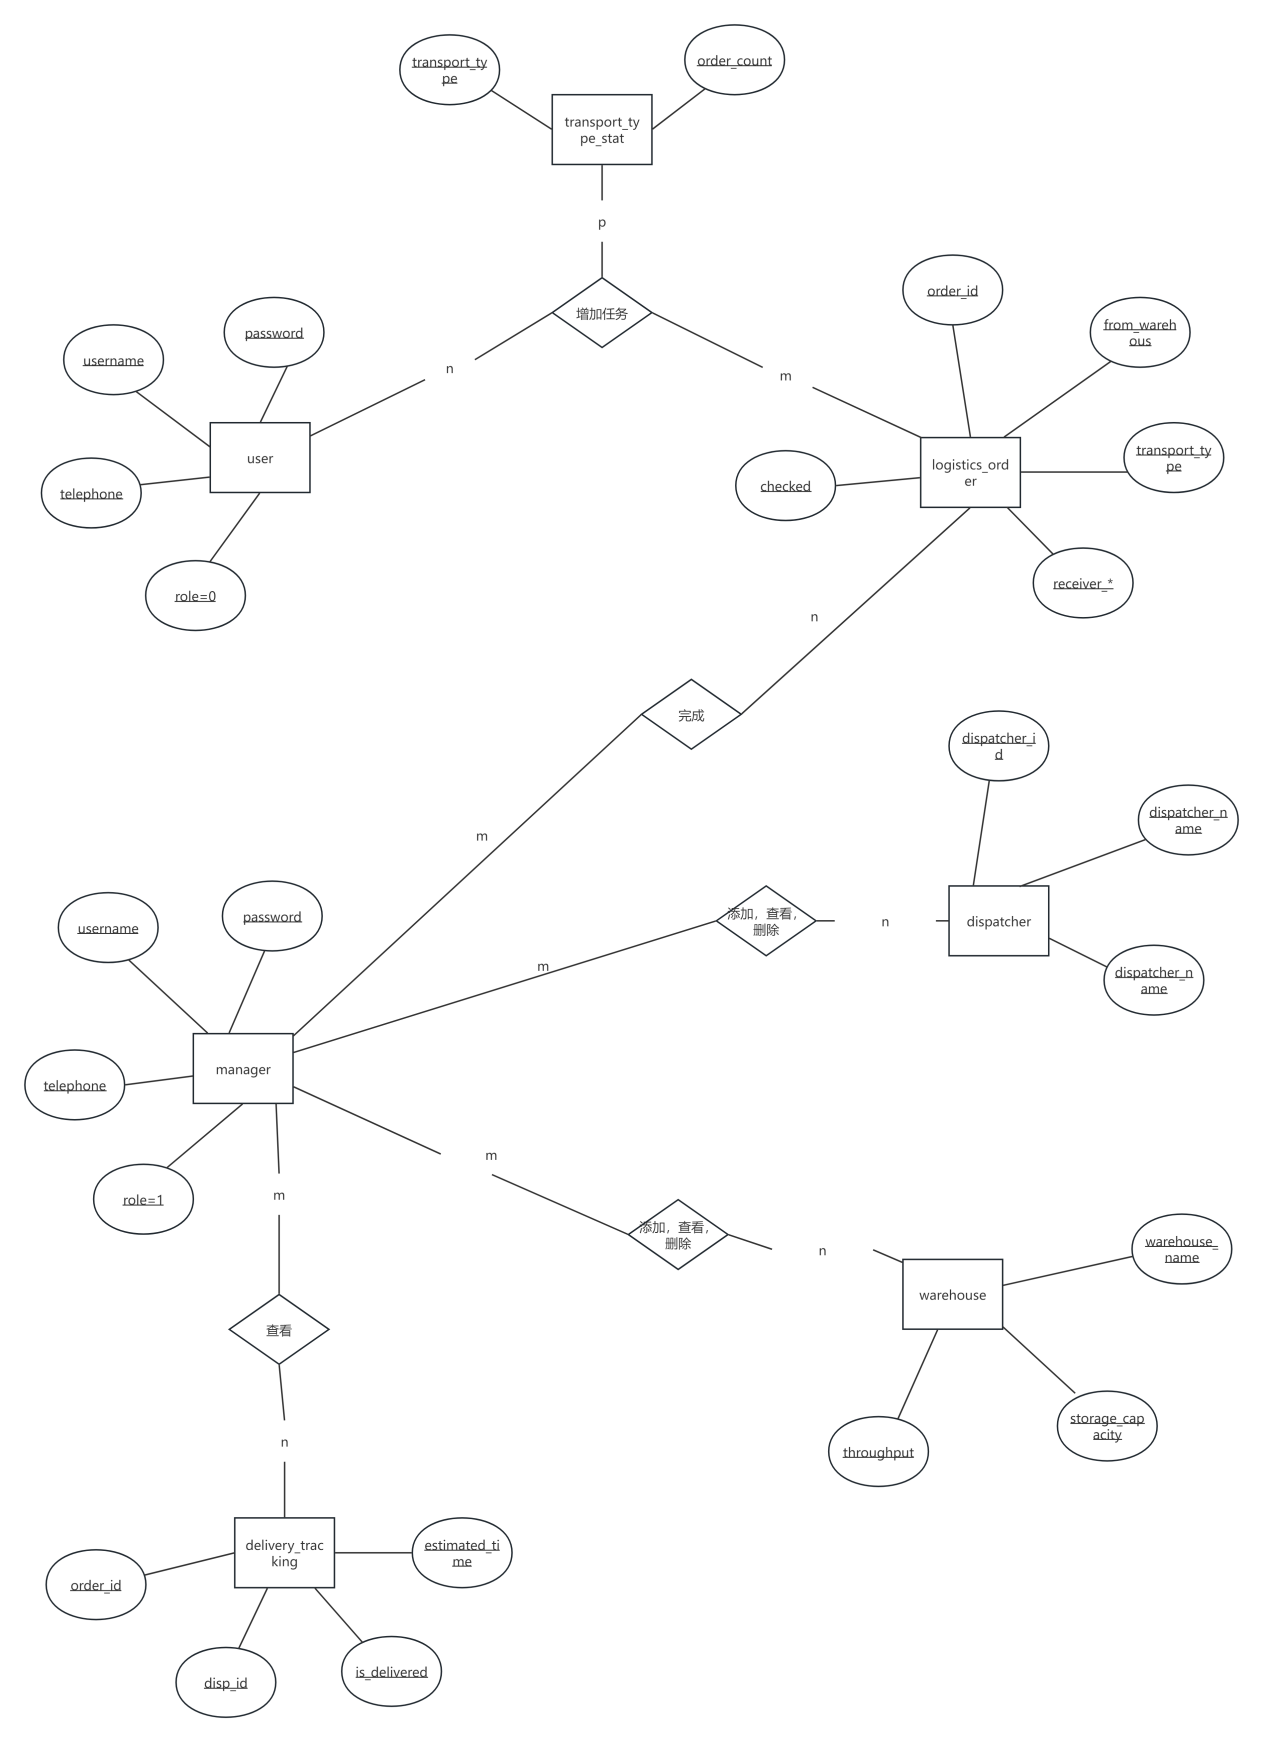 transport_ty
pe
order_count
transport_ty
pe_stat
p
增加任务
order_id
from_wareh
ous
password
username
n
m
user
logistics_ord
er
transport_ty
pe
checked
telephone
role=0
receiver_*
n
完成
dispatcher_i
d
dispatcher_n
ame
m
password
username
添加，查看，
删除
n
dispatcher
m
dispatcher_n
ame
manager
telephone
m
role=1
m
添加，查看，
删除
n
warehouse_
name
warehouse
查看
storage_cap
acity
throughput
n
delivery_trac
king
estimated_ti
me
order_id
disp_id
is_delivered